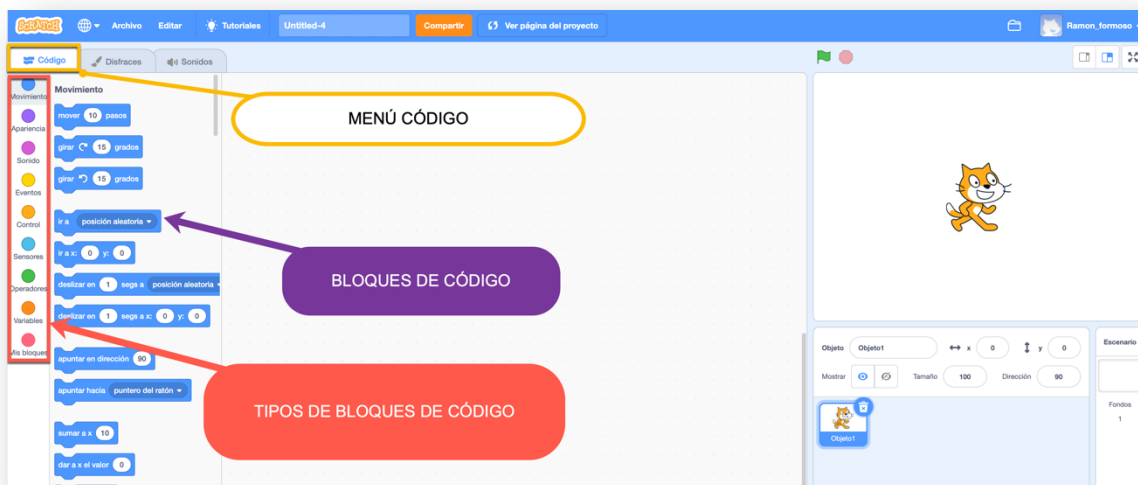 SCRATCH
Archivo
Editar
Tutoriales
Untitled-4
Compartir
Ver página del proyecto
Ramon_formoso
Código
Disfraces
Sonidos
Movimiento
Apariencia
Sonido
Eventos
Control
Sensores
Operadores
Variables
Mis bloques
Movimiento
mover 10 pasos
girar 15 grados
girar 15 grados
ir a posición aleatoria
ir a x: 0 y: 0
deslizar en 1 segs a posición aleatoria
deslizar en 1 segs a x: 0 y: 0
apuntar en dirección 90
apuntar hacia puntero del ratón
sumar a x 10
dar a x el valor 0
MENÚ CÓDIGO
BLOQUES DE CÓDIGO
TIPOS DE BLOQUES DE CÓDIGO
Objeto Objeto1 x 0 y 0
Mostrar Tamaño 100 Dirección 90
Objeto1
Escenario
Fondos
1